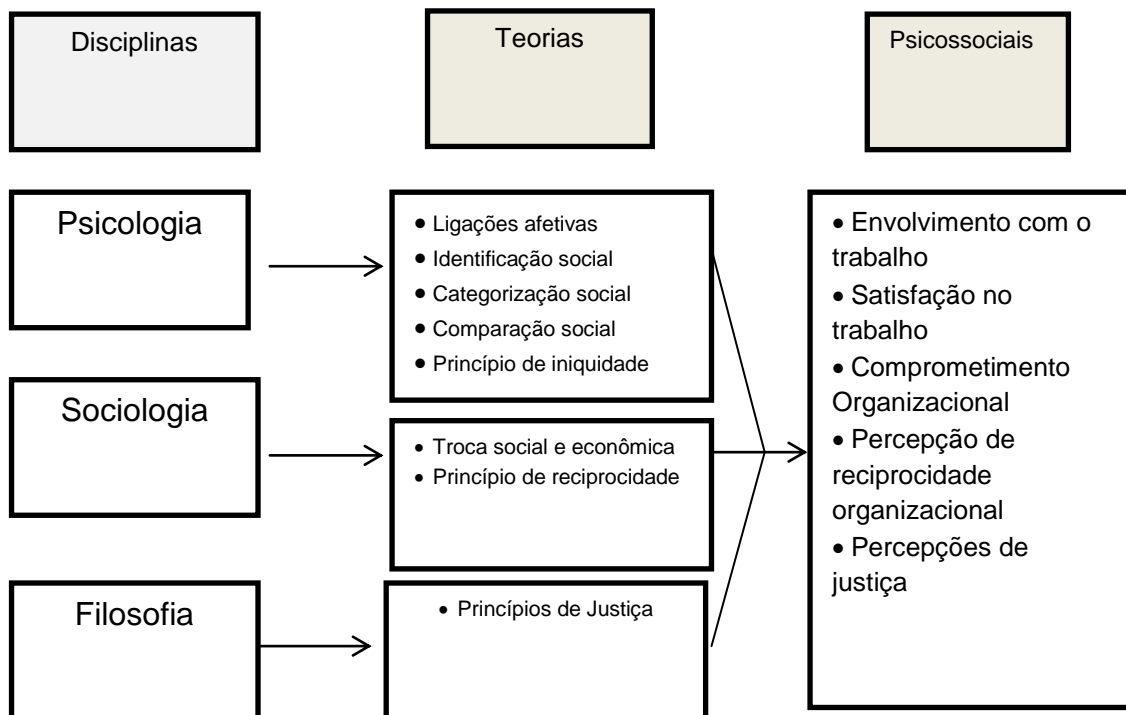 Disciplinas
Teorias
Psicossociais
Psicologia
• Ligações afetivas
• Identificação social
• Categorização social
• Comparação social
• Princípio de iniquidade
Sociologia
• Troca social e econômica
• Princípio de reciprocidade
Filosofia
• Princípios de Justiça
• Envolvimento com o
trabalho
• Satisfação no
trabalho
• Comprometimento
Organizacional
• Percepção de
reciprocidade
organizacional
• Percepções de
justiça